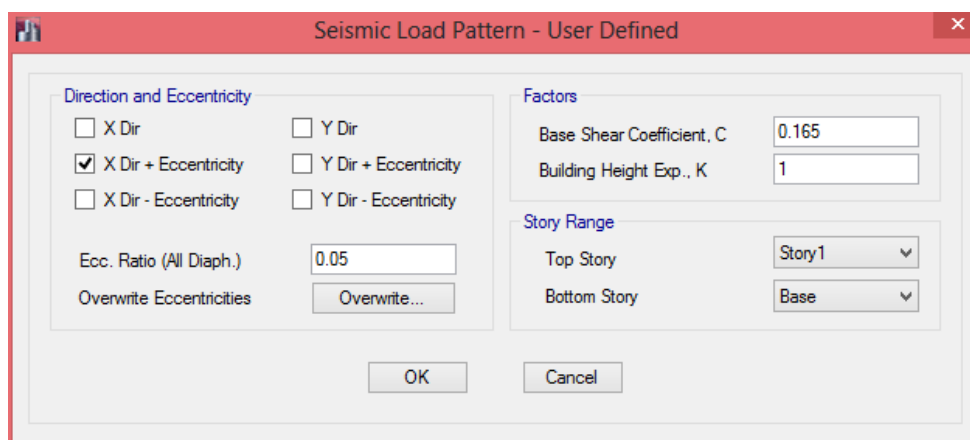 Seismic Load Pattern - User Defined
Direction and Eccentricity
X Dir
Y Dir
X Dir + Eccentricity
Y Dir + Eccentricity
X Dir - Eccentricity
Y Dir - Eccentricity
Ecc. Ratio (All Diaph.) 0.05
Overwrite Eccentricities Overwrite...
Factors
Base Shear Coefficient, C 0.165
Building Height Exp., K 1
Story Range
Top Story Story1
Bottom Story Base
OK
Cancel